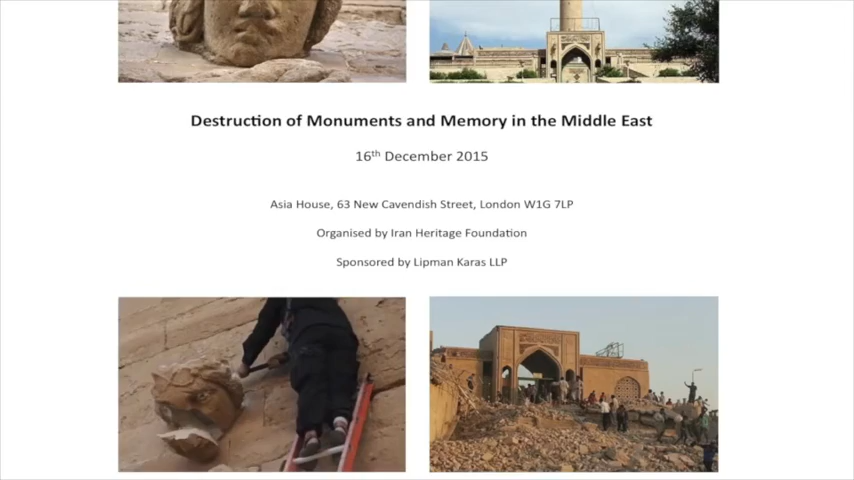 Destruction of Monuments and Memory in the Middle East
16th December 2015
Asia House, 63 New Cavendish Street, London W1G 7LP
Organised by Iran Heritage Foundation
Sponsored by Lipman Karas LLP